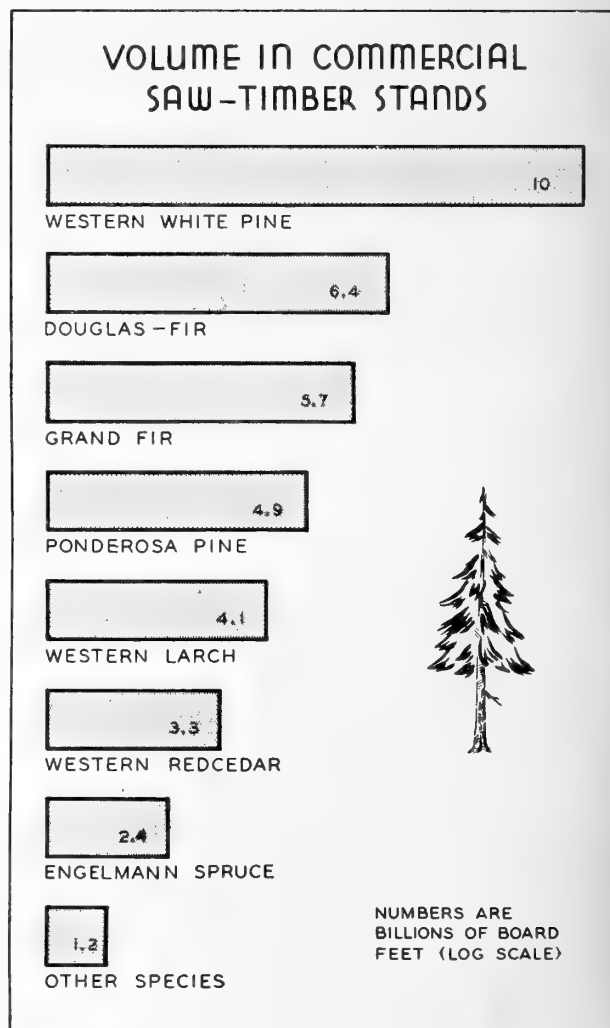 VOLUME IN COMMERCIAL
SAW-TIMBER STANDS
10
WESTERN WHITE PINE
6.4
DOUGLAS-FIR
5.7
GRAND FIR
4.9
PONDEROSA PINE
4.1
WESTERN LARCH
3.3
WESTERN REDCEDAR
2.4
ENGELMANN SPRUCE
1.2
OTHER SPECIES
NUMBERS ARE
BILLIONS OF BOARD
FEET (LOG SCALE)